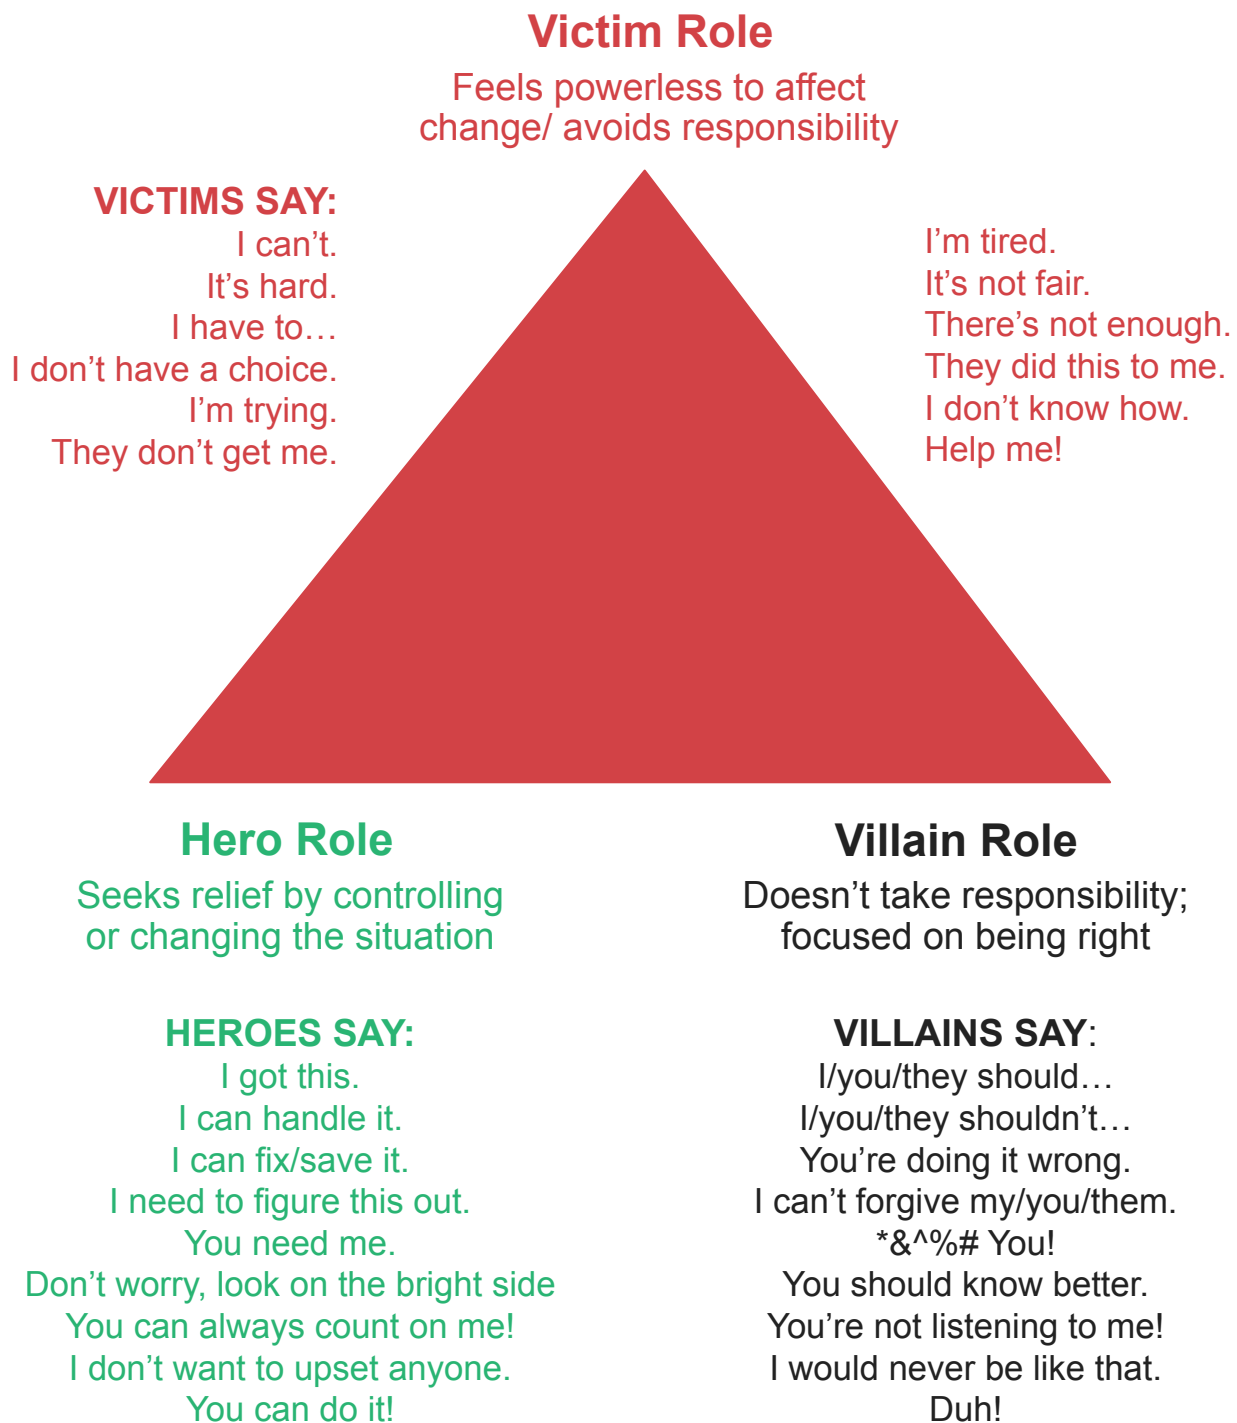 Victim Role
Feels powerless to affect
change/ avoids responsibility
VICTIMS SAY:
I can’t.
It’s hard.
I have to…
I don’t have a choice.
I’m trying.
They don’t get me.
I’m tired.
It’s not fair.
There’s not enough.
They did this to me.
I don’t know how.
Help me!
Hero Role
Seeks relief by controlling
or changing the situation
HEROES SAY:
I got this.
I can handle it.
I can fix/save it.
I need to figure this out.
You need me.
Don’t worry, look on the bright side
You can always count on me!
I don’t want to upset anyone.
You can do it!
Villain Role
Doesn’t take responsibility;
focused on being right
VILLAINS SAY:
I/you/they should…
I/you/they shouldn’t…
You’re doing it wrong.
I can’t forgive my/you/them.
*&^%# You!
You should know better.
You’re not listening to me!
I would never be like that.
Duh!